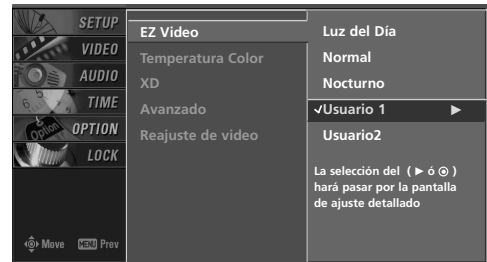 SETUP
VIDEO
AUDIO
TIME
OPTION
LOCK
Option
Move MENU Prev
EZ Video
Temperatura Color
XD
Avanzado
Reajuste de video
Luz del Día
Normal
Nocturno
✓Usuario 1 ►
Usuario2
La selección del ( ► ó ◉ )
hará pasar por la pantalla
de ajuste detallado